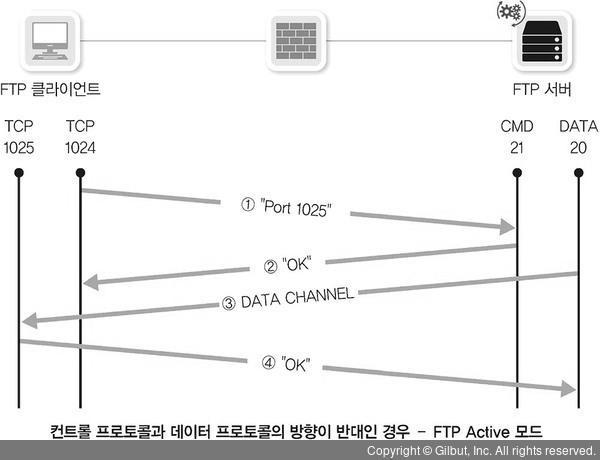 FTP 클라이언트
FTP 서버
TCP
1025
TCP
1024
CMD
21
DATA
20
① "Port 1025"
② "OK"
③ DATA CHANNEL
④ "OK"
컨트롤 프로토콜과 데이터 프로토콜의 방향이 반대인 경우 – FTP Active 모드
Copyright © Gilbut, Inc. All rights reserved.